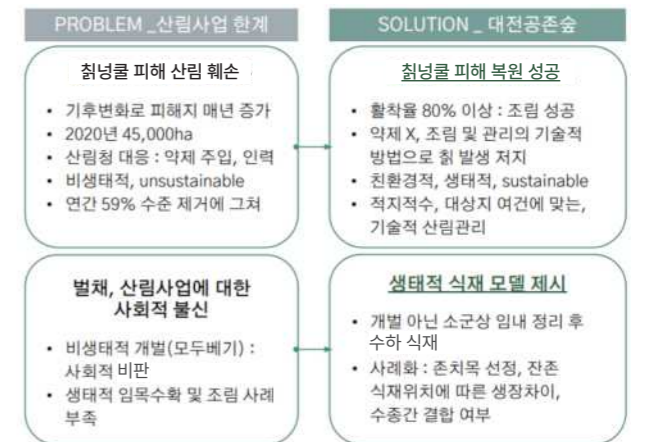 PROBLEM _산림사업 한계
칡넝쿨 피해 산림 훼손
• 기후변화로 피해지 매년 증가
• 2020년 45,000ha
• 산림청 대응 : 약제 주입, 인력
• 비생태적, unsustainable
• 연간 59% 수준 제거에 그쳐
벌채, 산림사업에 대한
사회적 불신
• 비생태적 개벌(모두베기) :
사회적 비판
• 생태적 임목수확 및 조림 사례
부족
SOLUTION _ 대전공존숲
칡넝쿨 피해 복원 성공
• 활착율 80% 이상 : 조림 성공
• 약제 X, 조림 및 관리의 기술적
방법으로 칡 발생 저지
• 친환경적, 생태적, sustainable
• 적지적수, 대상지 여건에 맞는,
기술적 산림관리
생태적 식재 모델 제시
• 개벌 아닌 소군상 임내 정리 후
수하 식재
• 사례화 : 존치목 선정, 잔존
식재위치에 따른 생장차이,
수종간 결합 여부